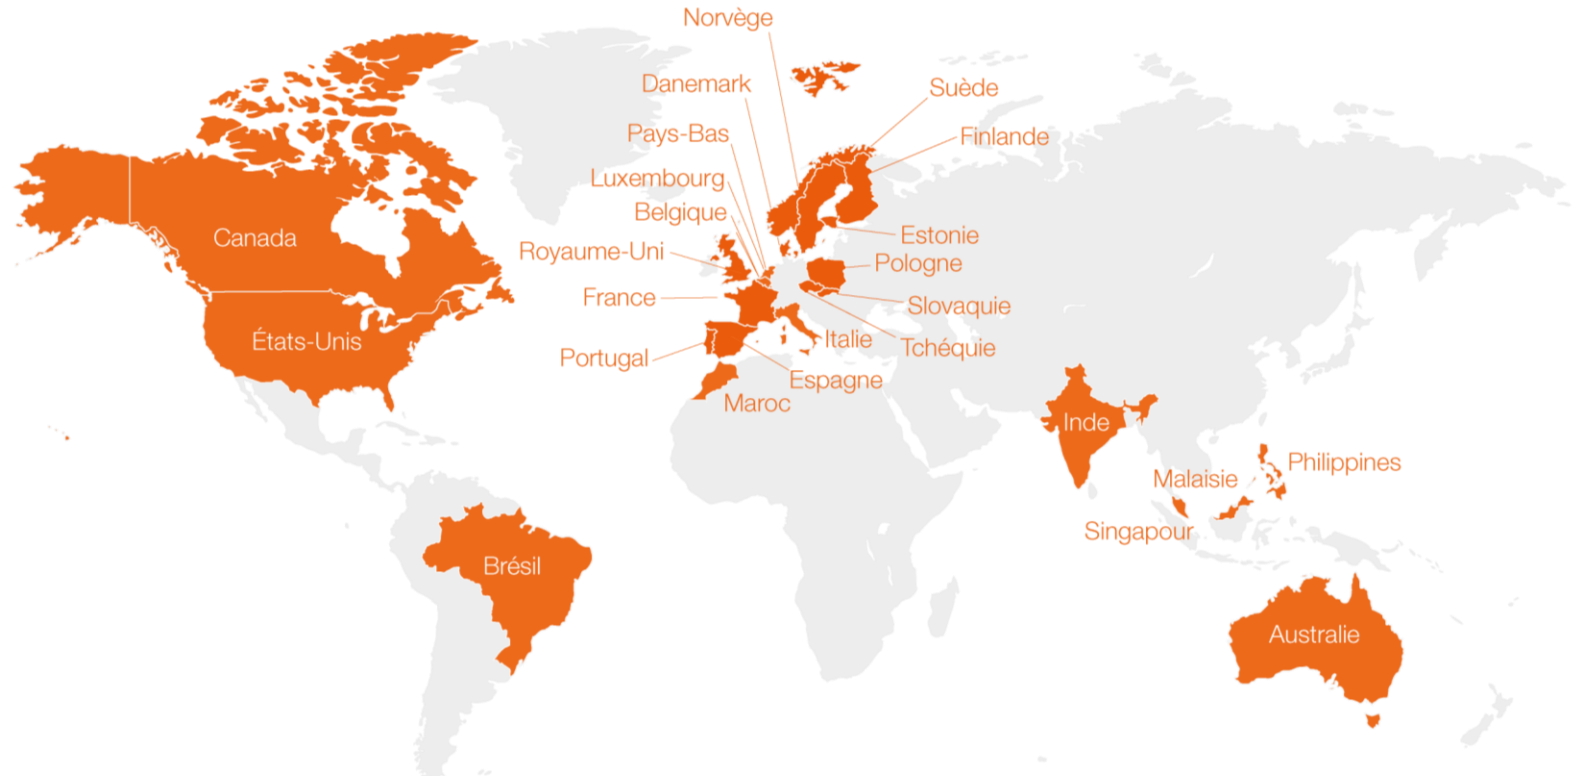 Norvège
Danemark
Suède
Pays-Bas
Finlande
Luxembourg
Belgique
Canada
Estonie
Royaume-Uni
Pologne
France
Slovaquie
États-Unis
Italie
Tchéquie
Portugal
Espagne
Maroc
Inde
Philippines
Malaisie
Singapour
Brésil
Australie